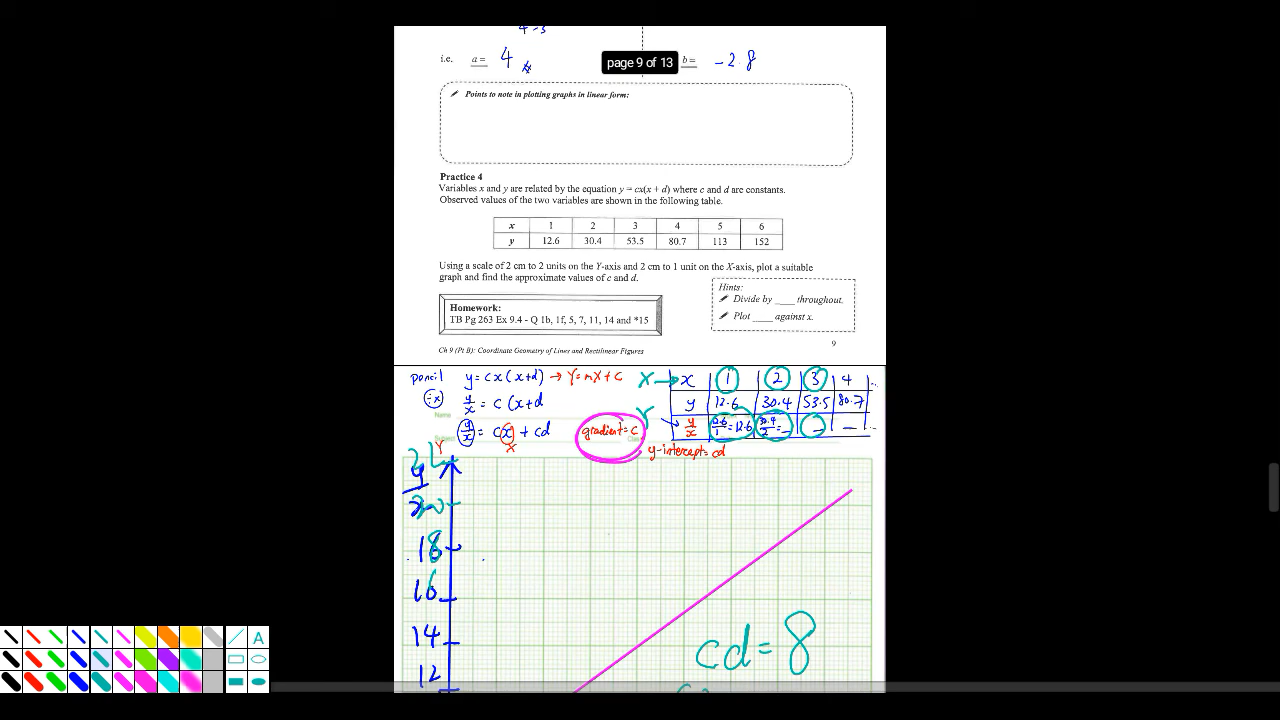 i.e. a = 4
page 9 of 13
b = -2.8
Points to note in plotting graphs in linear form:
Practice 4
Variables x and y are related by the equation y = cx(x + d) where c and d are constants.
Observed values of the two variables are shown in the following table.
x 1 2 3 4 5 6
y 12.6 30.4 53.5 80.7 113 152
Using a scale of 2 cm to 2 units on the Y-axis and 2 cm to 1 unit on the X-axis, plot a suitable
graph and find the approximate values of c and d.
Hints:
Divide by ____ throughout.
Plot ____ against x.
Homework:
TB Pg 263 Ex 9.4 - Q 1b, 1f, 5, 7, 11, 14 and *15
9
Ch 9 (Pt B): Coordinate Geometry of Lines and Rectilinear Figures
pencil y = cx(x+d) → Y = mX + c
÷x y/x = c(x+d
y/x = cx + cd
Y X
gradient = c
y-intercept = cd
X → x 1 2 3 4 ...
y 12.6 30.4 53.5 80.7
Y y/x 12.6/1 = 12.6 30.4/2 = _ _ _
Name
y/x
20
18
16
14
12
cd = 8
A